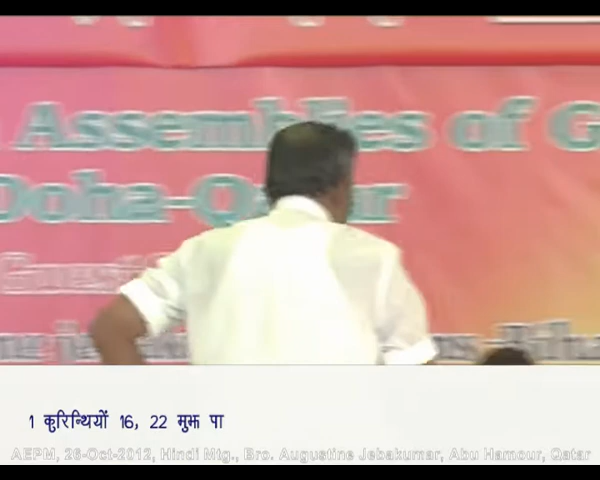 Assemblies of G
Doha-Qatar
Guest
1 कुरिन्थियों 16, 22 मुझ पा
AEPM, 26-Oct-2012, Hindi Mtg., Bro. Augustine Jebakumar, Abu Hamour, Qatar